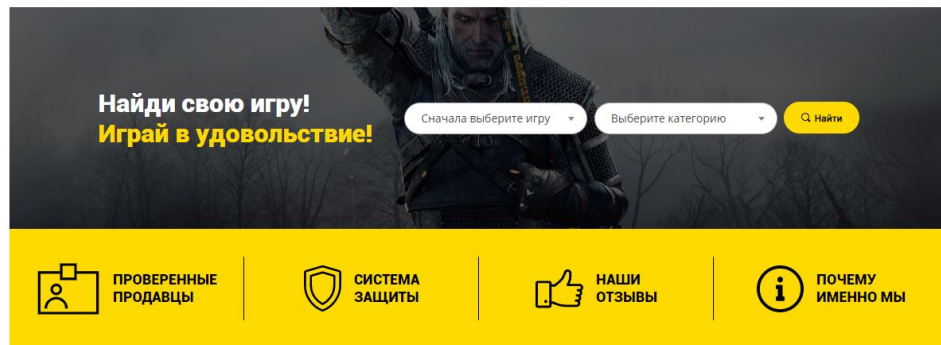 Найди свою игру!
Играй в удовольствие!
Сначала выберите игру
Выберите категорию
Найти
ПРОВЕРЕННЫЕ
ПРОДАВЦЫ
СИСТЕМА
ЗАЩИТЫ
НАШИ
ОТЗЫВЫ
ПОЧЕМУ
ИМЕННО МЫ